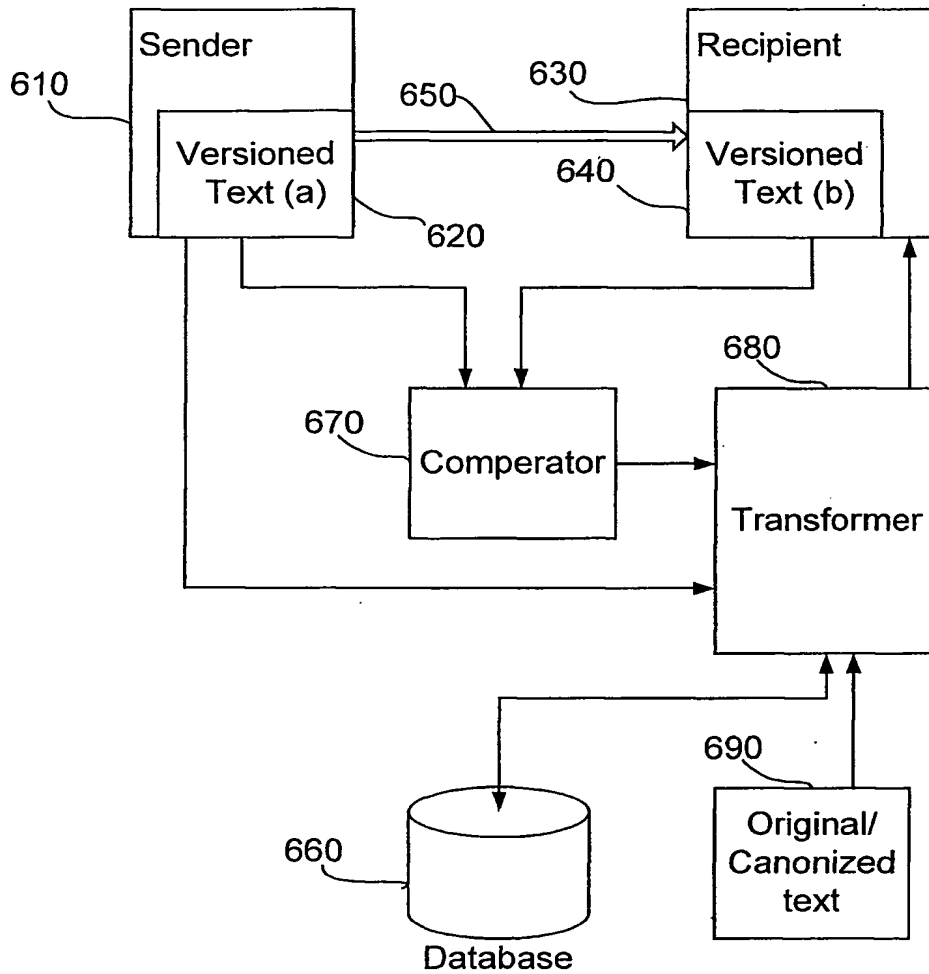 Sender
Recipient
610
650
630
Versioned
Text (a)
Versioned
Text (b)
640
620
680
670
Comperator
Transformer
690
660
Original/
Canonized
text
Database